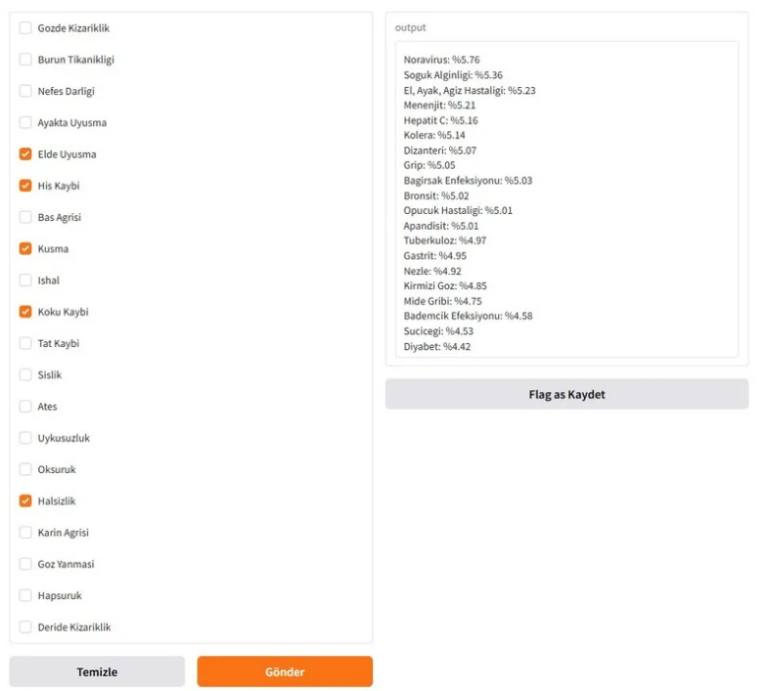 Gozde Kizariklik
Burun Tikanikligi
Nefes Darligi
Ayakta Uyusma
Elde Uyusma
His Kaybi
Bas Agrisi
Kusma
Ishal
Koku Kaybi
Tat Kaybi
Sislik
Ates
Uykusuzluk
Oksuruk
Halsizlik
Karin Agrisi
Goz Yanmasi
Hapsuruk
Deride Kizariklik
Temizle
Gönder
output
Noravirus: %5.76
Soguk Alginligi: %5.36
El, Ayak, Agiz Hastaligi: %5.23
Menenjit: %5.21
Hepatit C: %5.16
Kolera: %5.14
Dizanteri: %5.07
Grip: %5.05
Bagirsak Enfeksiyonu: %5.03
Bronsit: %5.02
Opucuk Hastaligi: %5.01
Apandisit: %5.01
Tuberkuloz: %4.97
Gastrit: %4.95
Nezle: %4.92
Kirmizi Goz: %4.85
Mide Gribi: %4.75
Bademcik Efeksiyonu: %4.58
Sucicegi: %4.53
Diyabet: %4.42
Flag as Kaydet